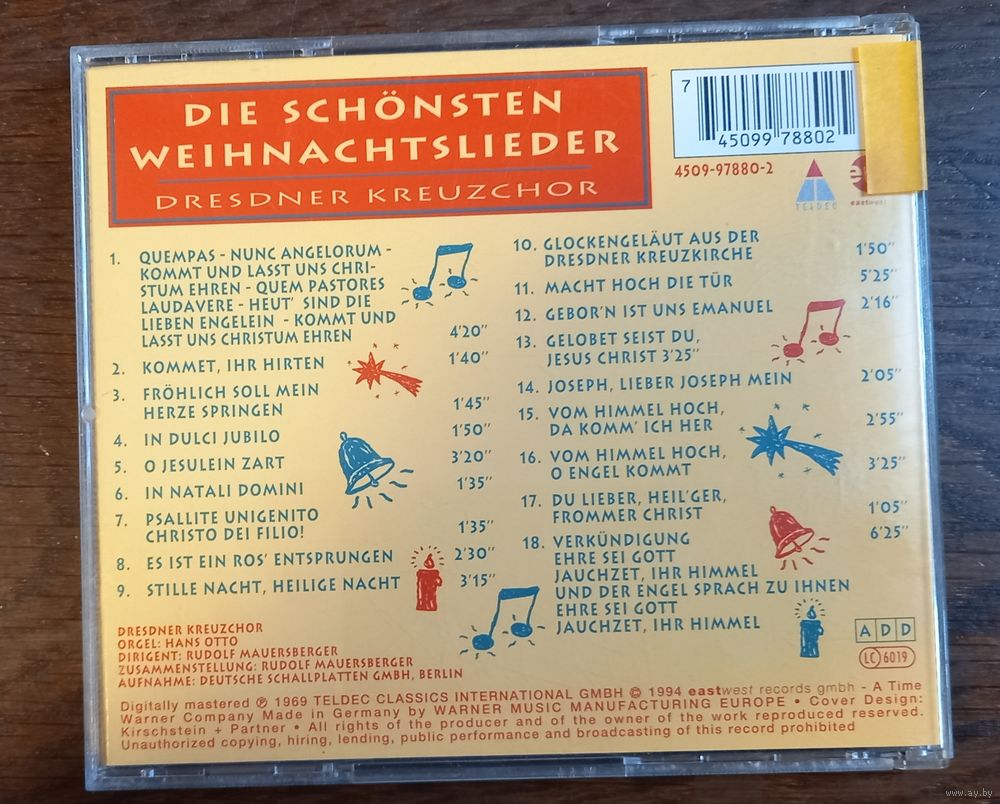 DIE SCHÖNSTEN
WEIHNACHTSLIEDER
DRESDNER KREUZCHOR
7
45099 78802
4509-97880-2
TELDEC
eastwest
1. QUEMPAS - NUNC ANGELORUM -
KOMMT UND LASST UNS CHRI-
STUM EHREN - QUEM PASTORES
LAUDAVERE - HEUT' SIND DIE
LIEBEN ENGELEIN - KOMMT UND
LASST UNS CHRISTUM EHREN 4'20"
2. KOMMET, IHR HIRTEN 1'40"
3. FRÖHLICH SOLL MEIN
HERZE SPRINGEN 1'45"
4. IN DULCI JUBILO 1'50"
5. O JESULEIN ZART 3'20"
6. IN NATALI DOMINI 1'35"
7. PSALLITE UNIGENITO
CHRISTO DEI FILIO! 1'35"
8. ES IST EIN ROS' ENTSPRUNGEN 2'30"
9. STILLE NACHT, HEILIGE NACHT 3'15"
10. GLOCKENGELÄUT AUS DER
DRESDNER KREUZKIRCHE 1'50"
11. MACHT HOCH DIE TÜR 5'25"
12. GEBOR'N IST UNS EMANUEL 2'16"
13. GELOBET SEIST DU,
JESUS CHRIST 3'25"
14. JOSEPH, LIEBER JOSEPH MEIN 2'05"
15. VOM HIMMEL HOCH,
DA KOMM' ICH HER 2'55"
16. VOM HIMMEL HOCH,
O ENGEL KOMMT 3'25"
17. DU LIEBER, HEIL'GER,
FROMMER CHRIST 1'05"
18. VERKÜNDIGUNG 6'25"
EHRE SEI GOTT
JAUCHZET, IHR HIMMEL
UND DER ENGEL SPRACH ZU IHNEN
EHRE SEI GOTT
JAUCHZET, IHR HIMMEL
DRESDNER KREUZCHOR
ORGEL: HANS OTTO
DIRIGENT: RUDOLF MAUERSBERGER
ZUSAMMENSTELLUNG: RUDOLF MAUERSBERGER
AUFNAHME: DEUTSCHE SCHALLPLATTEN GMBH, BERLIN
ADD
LC 6019
Digitally mastered ℗ 1969 TELDEC CLASSICS INTERNATIONAL GMBH © 1994 eastwest records gmbh - A Time
Warner Company Made in Germany by WARNER MUSIC MANUFACTURING EUROPE • Cover Design:
Kirschstein + Partner • All rights of the producer and of the owner of the work reproduced reserved.
Unauthorized copying, hiring, lending, public performance and broadcasting of this record prohibited
www.ay.by